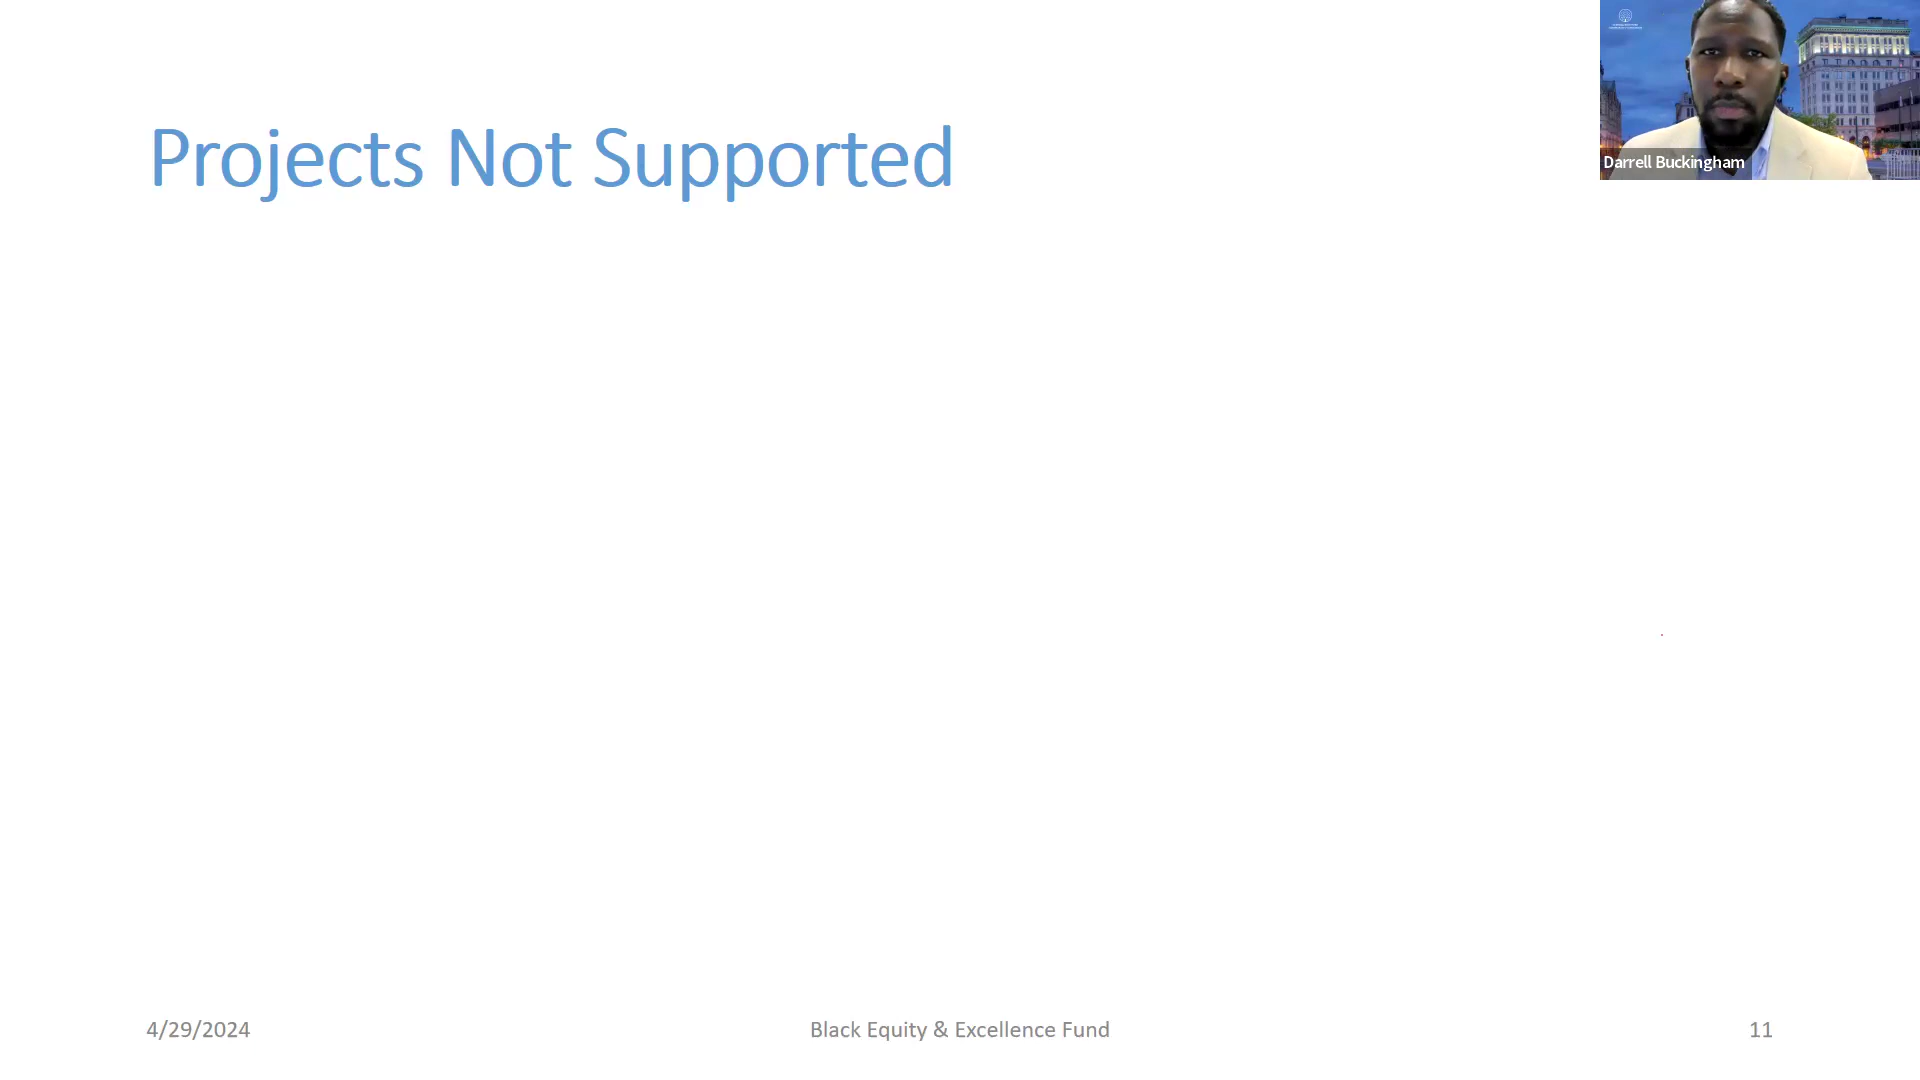 Projects Not Supported
Darrell Buckingham
4/29/2024
Black Equity & Excellence Fund
11